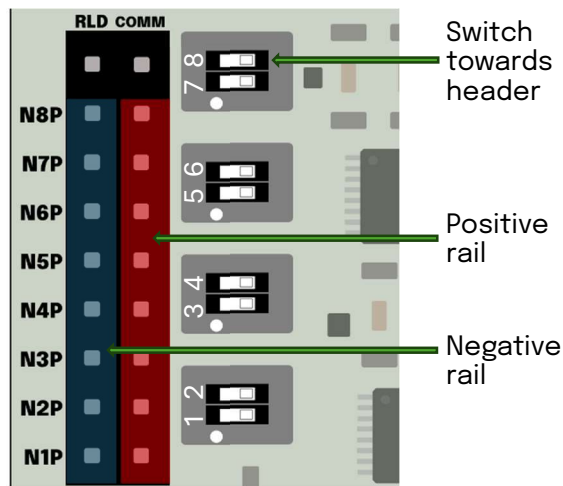 RLD COMM
Switch
towards
header
8
7
N8P
N7P
6
5
N6P
Positive
rail
N5P
4
3
N4P
Negative
rail
N3P
2
1
N2P
N1P